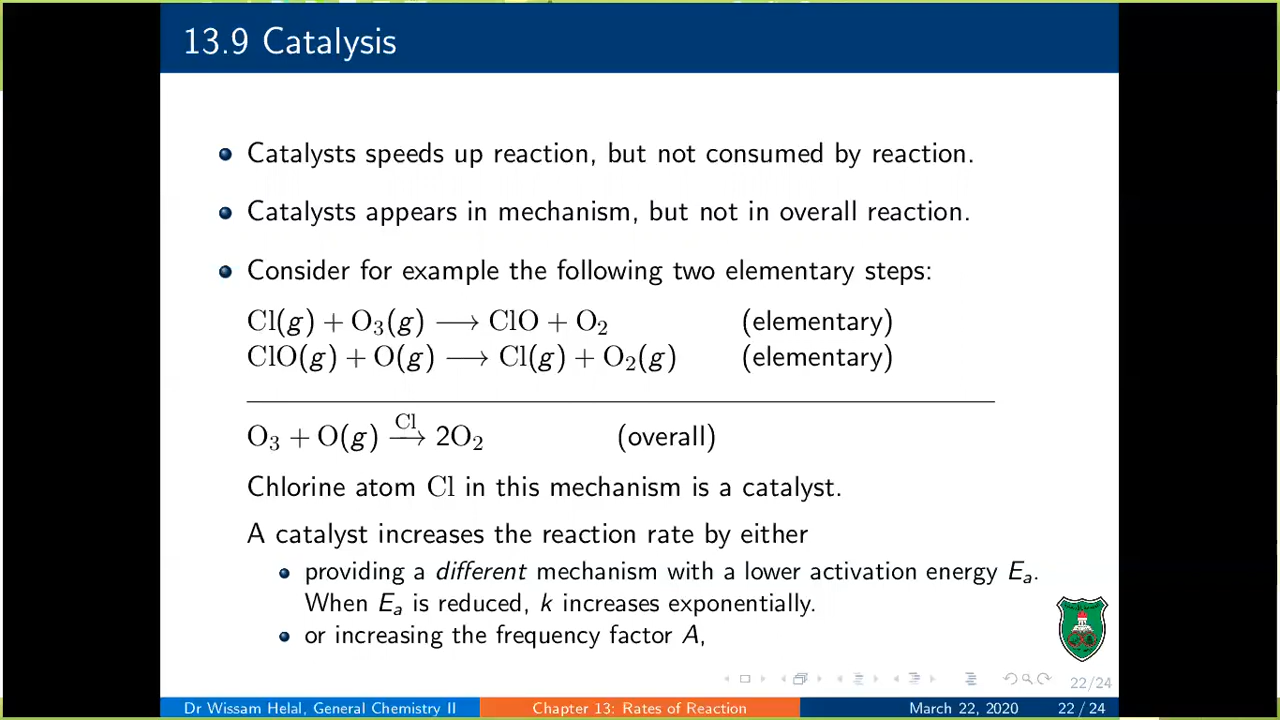 13.9 Catalysis
Catalysts speeds up reaction, but not consumed by reaction.
Catalysts appears in mechanism, but not in overall reaction.
Consider for example the following two elementary steps:
Cl(g) + O₃(g) ⟶ ClO + O₂ (elementary)
ClO(g) + O(g) ⟶ Cl(g) + O₂(g) (elementary)
O₃ + O(g) —Cl→ 2O₂ (overall)
Chlorine atom Cl in this mechanism is a catalyst.
A catalyst increases the reaction rate by either
providing a different mechanism with a lower activation energy Eₐ.
When Eₐ is reduced, k increases exponentially.
or increasing the frequency factor A,
22/24
Dr Wissam Helal, General Chemistry II Chapter 13: Rates of Reaction March 22, 2020 22 / 24